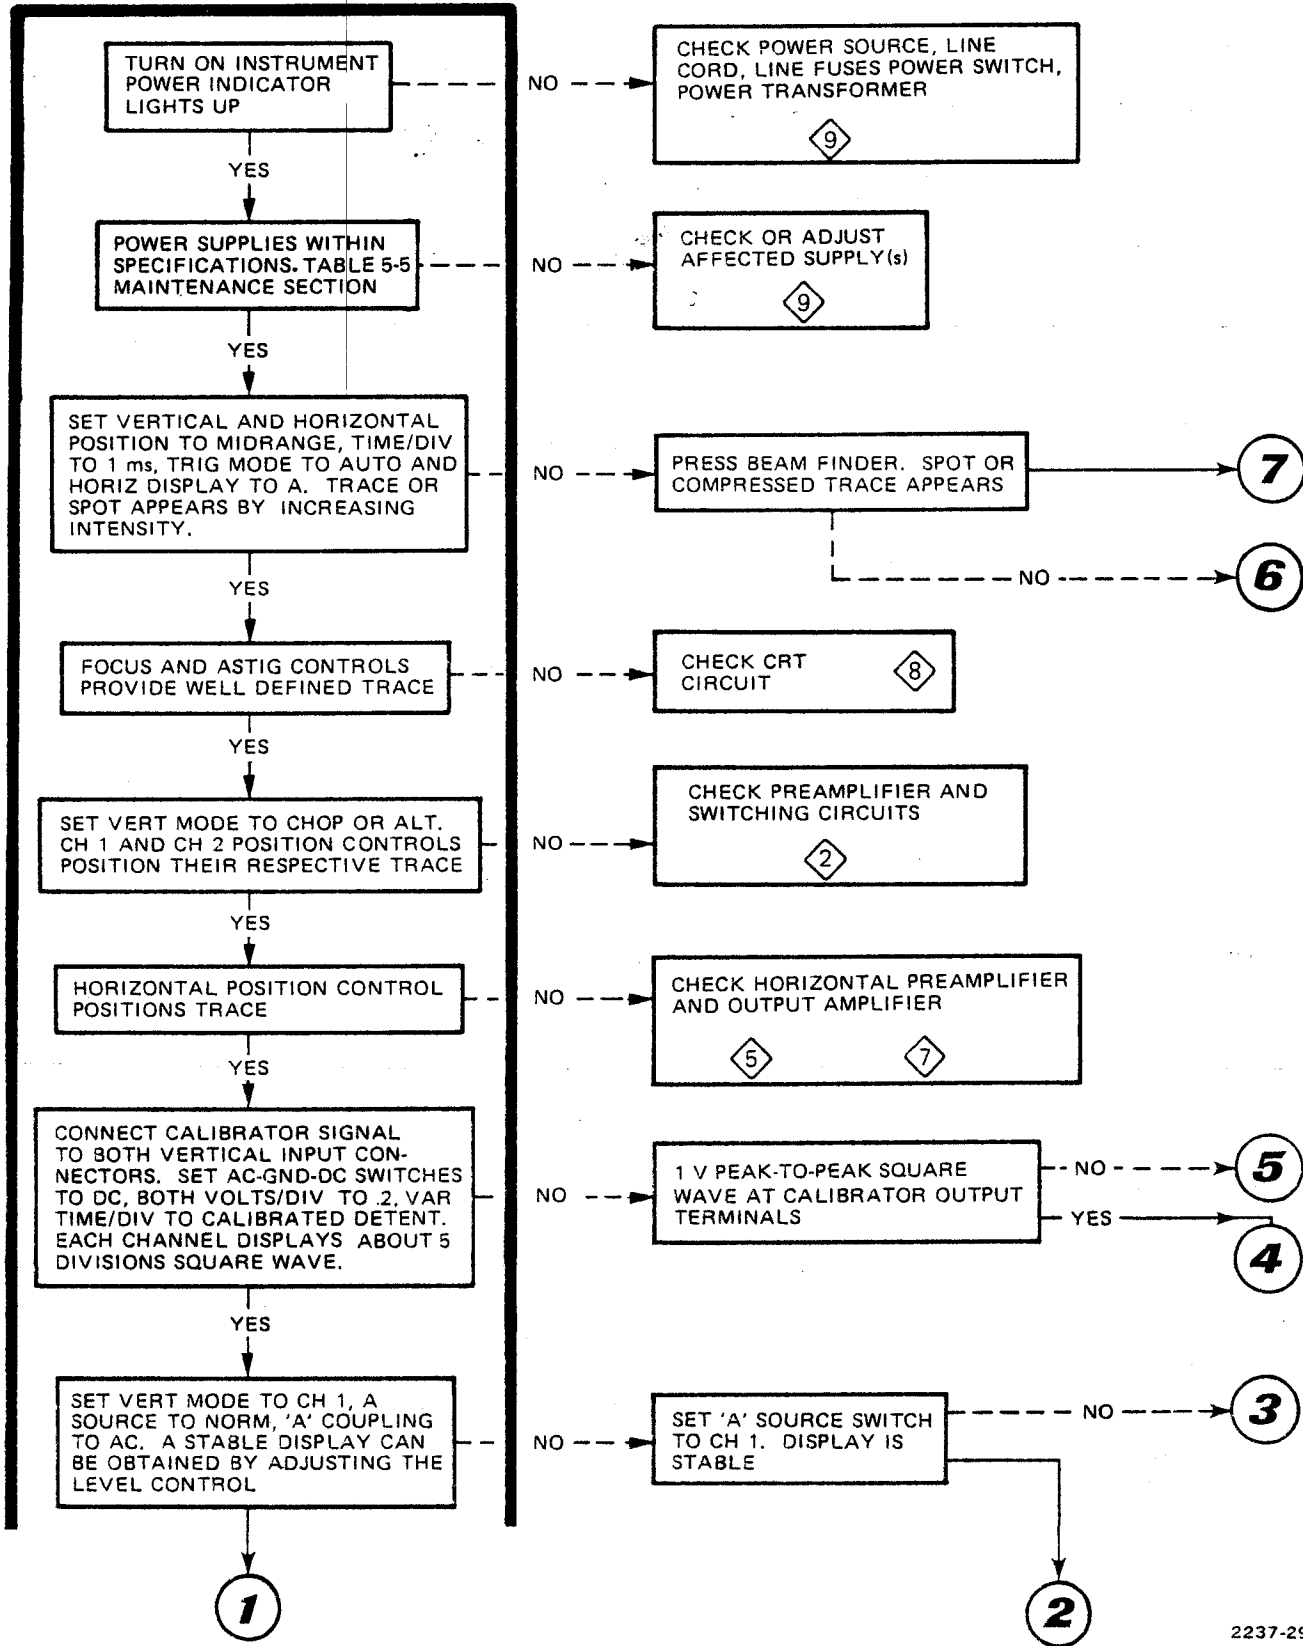 TURN ON INSTRUMENT
POWER INDICATOR
LIGHTS UP
NO
CHECK POWER SOURCE, LINE
CORD, LINE FUSES POWER SWITCH,
POWER TRANSFORMER
9
YES
POWER SUPPLIES WITHIN
SPECIFICATIONS. TABLE 5-5
MAINTENANCE SECTION
NO
CHECK OR ADJUST
AFFECTED SUPPLY(s)
9
YES
SET VERTICAL AND HORIZONTAL
POSITION TO MIDRANGE, TIME/DIV
TO 1 ms, TRIG MODE TO AUTO AND
HORIZ DISPLAY TO A. TRACE OR
SPOT APPEARS BY INCREASING
INTENSITY.
NO
PRESS BEAM FINDER. SPOT OR
COMPRESSED TRACE APPEARS
7
NO
6
YES
FOCUS AND ASTIG CONTROLS
PROVIDE WELL DEFINED TRACE
NO
CHECK CRT
CIRCUIT
8
YES
SET VERT MODE TO CHOP OR ALT.
CH 1 AND CH 2 POSITION CONTROLS
POSITION THEIR RESPECTIVE TRACE
NO
CHECK PREAMPLIFIER AND
SWITCHING CIRCUITS
2
YES
HORIZONTAL POSITION CONTROL
POSITIONS TRACE
NO
CHECK HORIZONTAL PREAMPLIFIER
AND OUTPUT AMPLIFIER
5 7
YES
CONNECT CALIBRATOR SIGNAL
TO BOTH VERTICAL INPUT CON-
NECTORS. SET AC-GND-DC SWITCHES
TO DC, BOTH VOLTS/DIV TO .2, VAR
TIME/DIV TO CALIBRATED DETENT.
EACH CHANNEL DISPLAYS ABOUT 5
DIVISIONS SQUARE WAVE.
NO
1 V PEAK-TO-PEAK SQUARE
WAVE AT CALIBRATOR OUTPUT
TERMINALS
NO
5
YES
4
YES
SET VERT MODE TO CH 1, A
SOURCE TO NORM, 'A' COUPLING
TO AC. A STABLE DISPLAY CAN
BE OBTAINED BY ADJUSTING THE
LEVEL CONTROL
NO
SET 'A' SOURCE SWITCH
TO CH 1. DISPLAY IS
STABLE
NO
3
1
2
2237-29